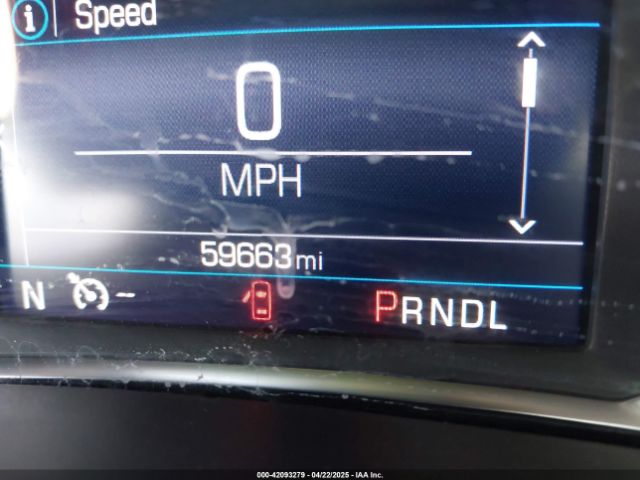 i Speed
0
MPH
59663 mi
N -- PRNDL
000-42093279 - 04/22/2025 - IAA Inc.